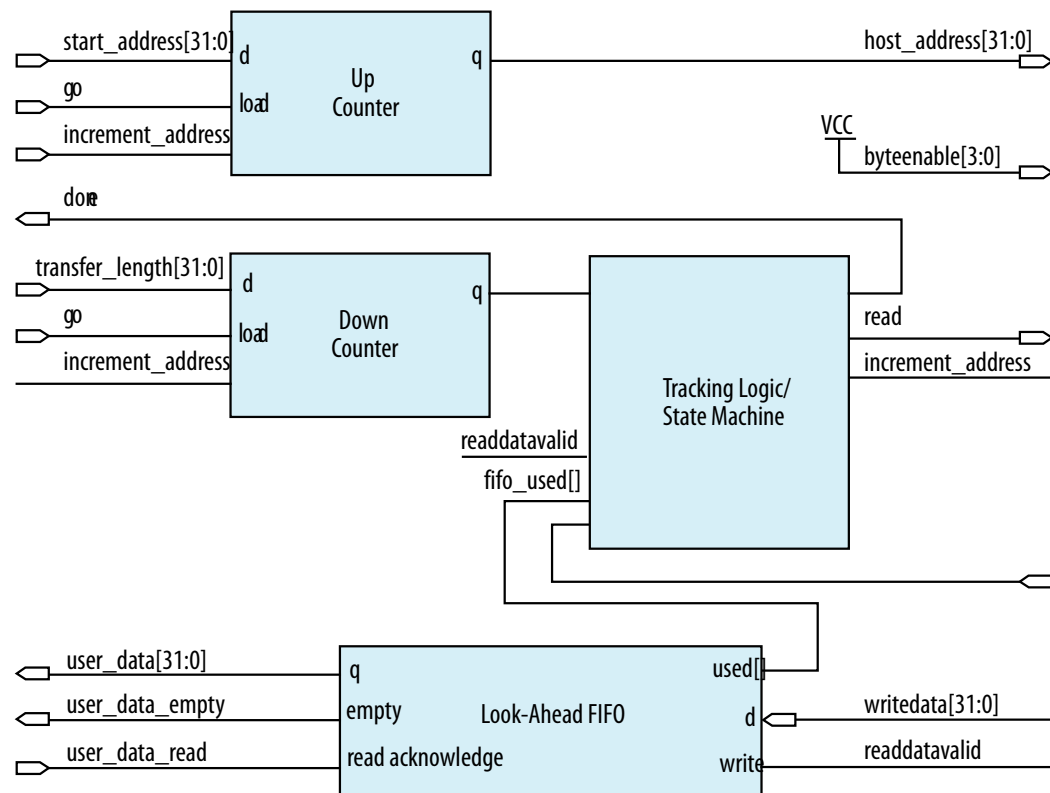 start_address[31:0]
d
q
host_address[31:0]
Up
Counter
go
load
increment_address
VCC
byteenable[3:0]
done
transfer_length[31:0]
d
q
go
load
Down
Counter
read
increment_address
increment_address
Tracking Logic/
State Machine
readdatavalid
fifo_used[]
user_data[31:0]
q
used[]
user_data_empty
empty
Look-Ahead FIFO
d
writedata[31:0]
user_data_read
read acknowledge
write
readdatavalid